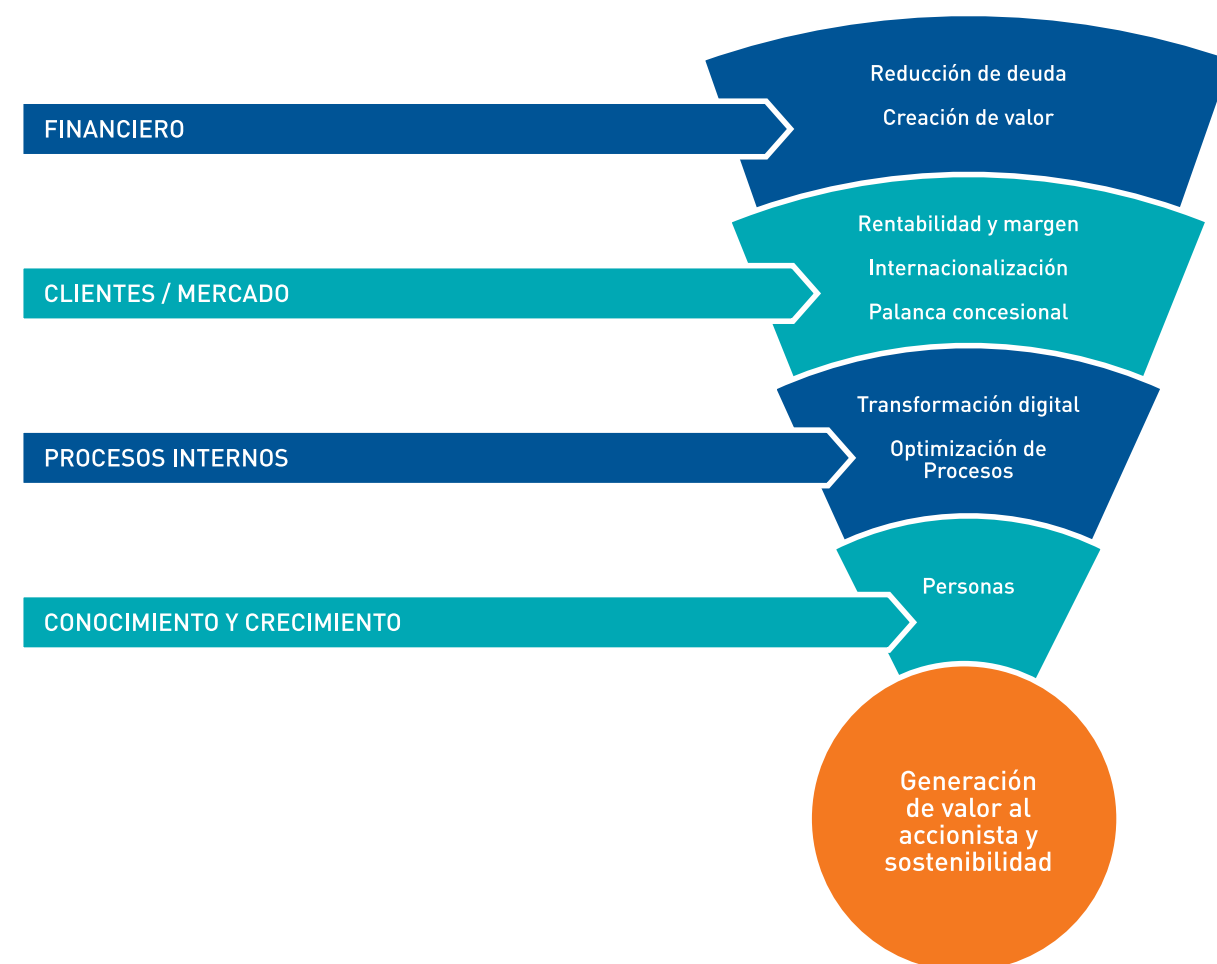 Reducción de deuda
Creación de valor
FINANCIERO
Rentabilidad y margen
Internacionalización
Palanca concesional
CLIENTES / MERCADO
Transformación digital
Optimización de
Procesos
PROCESOS INTERNOS
Personas
CONOCIMIENTO Y CRECIMIENTO
Generación
de valor al
accionista y
sostenibilidad